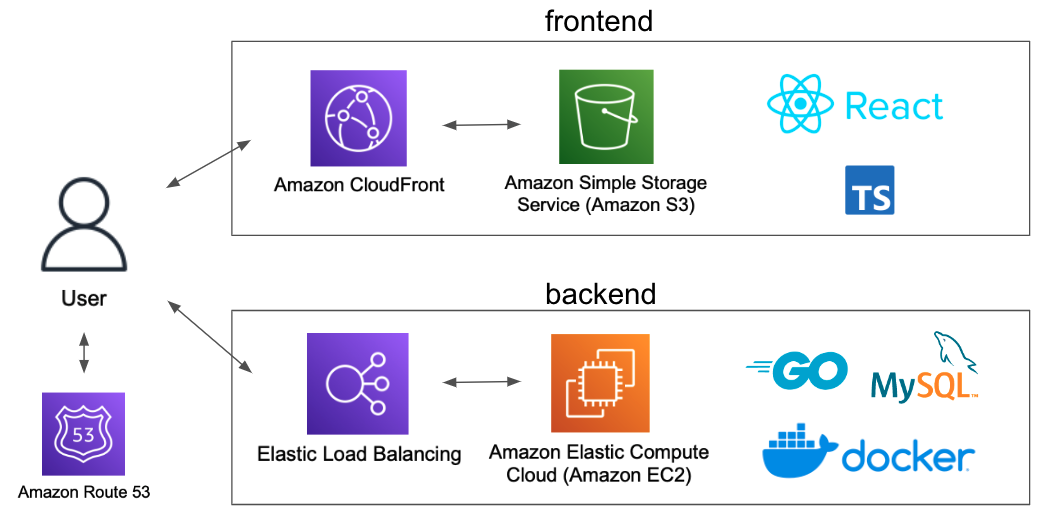 frontend
Amazon CloudFront
Amazon Simple Storage
Service (Amazon S3)
React
TS
User
53
Amazon Route 53
backend
Elastic Load Balancing
Amazon Elastic Compute
Cloud (Amazon EC2)
GO
MySQL™
docker